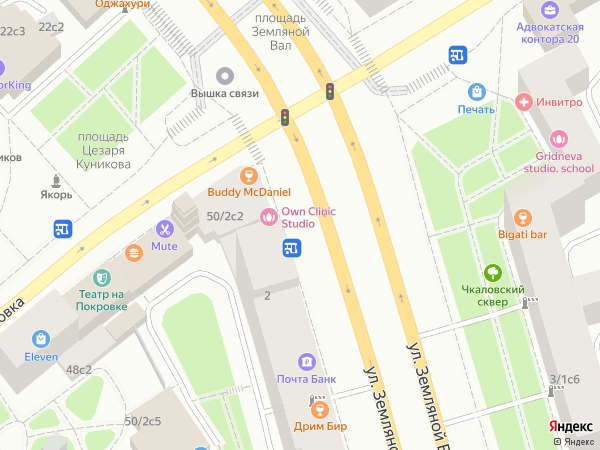 Оджахури
22с2
22с3
площадь
Земляной
Вал
Адвокатская
контора 20
Вышка связи
Печать
Инвитро
площадь
Цезаря
Куникова
Gridneva
studio. school
Якорь
Buddy McDaniel
50/2с2
Own Clinic
Studio
Bigati bar
Mute
Театр на
Покровке
Чкаловский
сквер
2
Eleven
48с2
ул. Земляной В
Почта Банк
ул. Земляно
3/1с6
Дрим Бир
50/2с5
Яндекс
© Яндекс